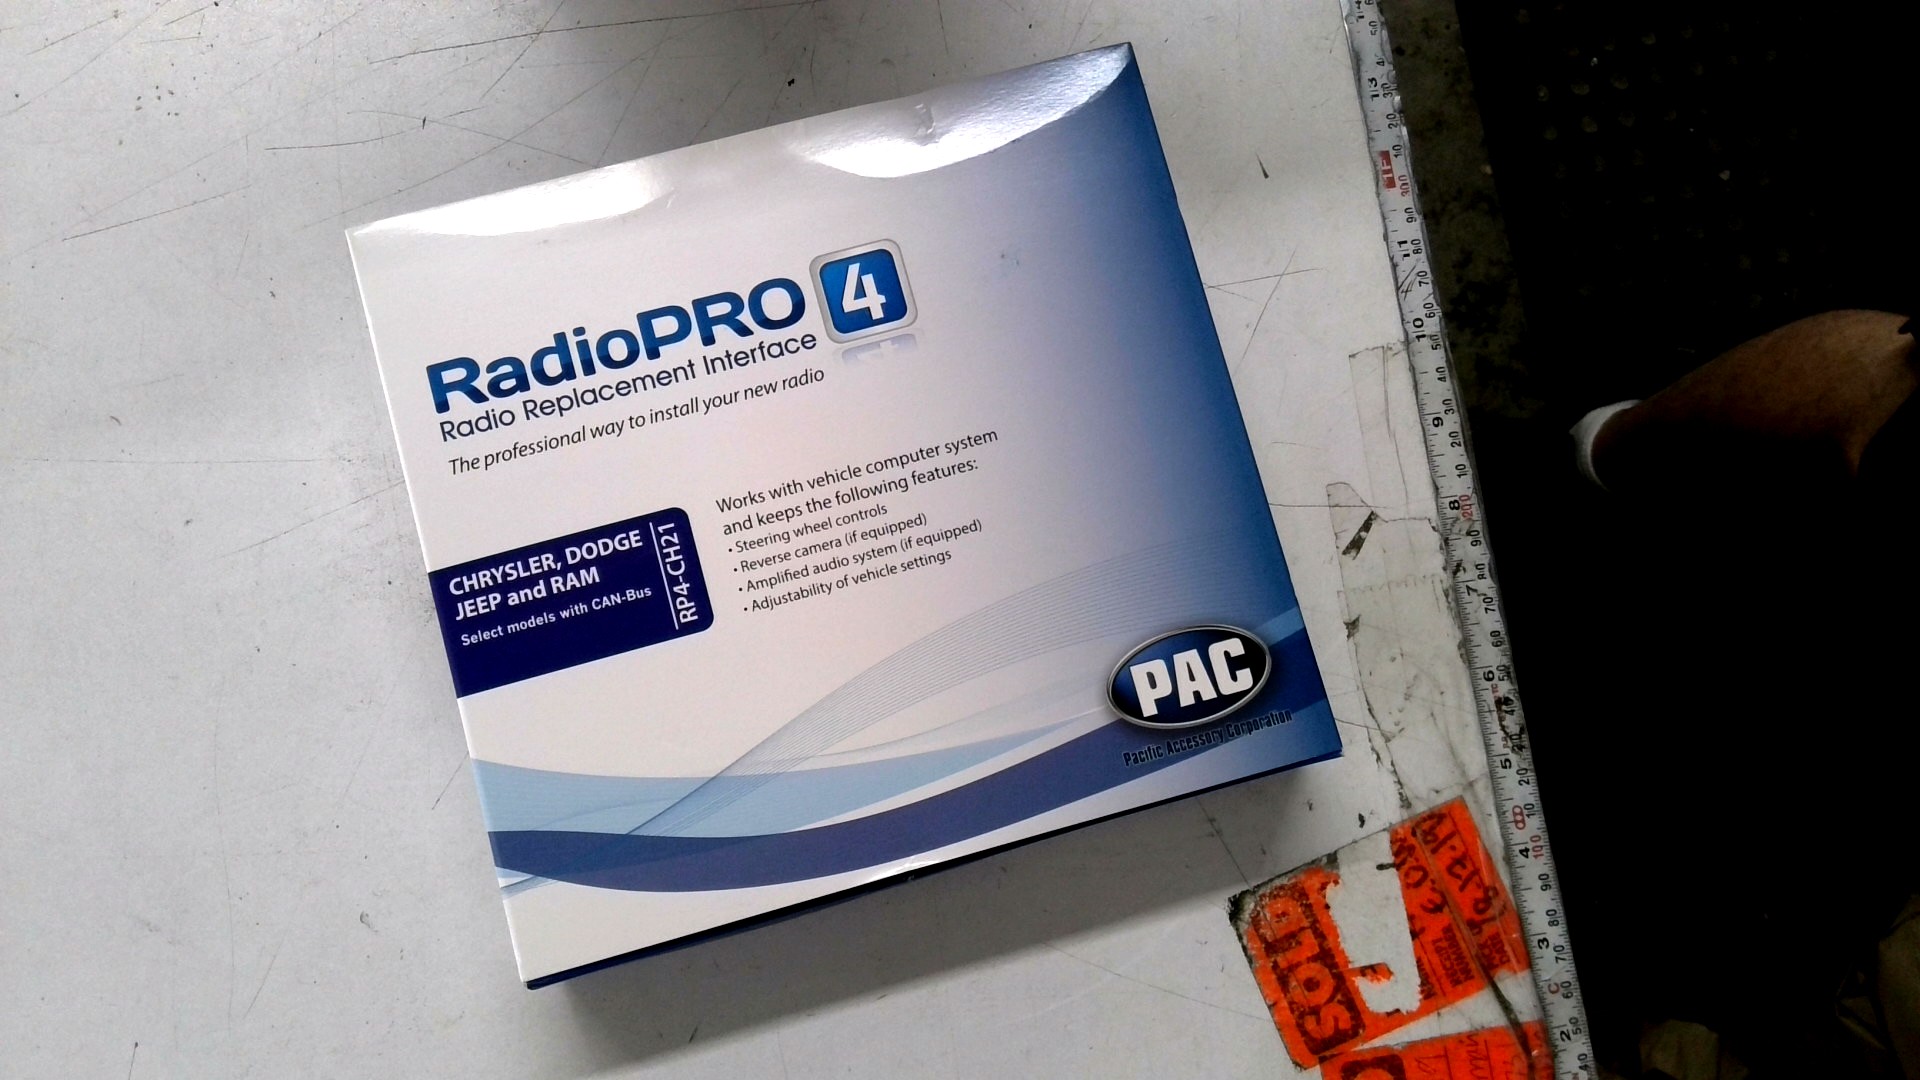 RadioPRO 4
Radio Replacement Interface
The professional way to install your new radio
Works with vehicle computer system
and keeps the following features:
• Steering wheel controls
• Reverse camera (if equipped)
• Amplified audio system (if equipped)
• Adjustability of vehicle settings
CHRYSLER, DODGE
JEEP and RAM
Select models with CAN-Bus
RP4-CH21
PAC
Pacific Accessory Corporation
SOLD